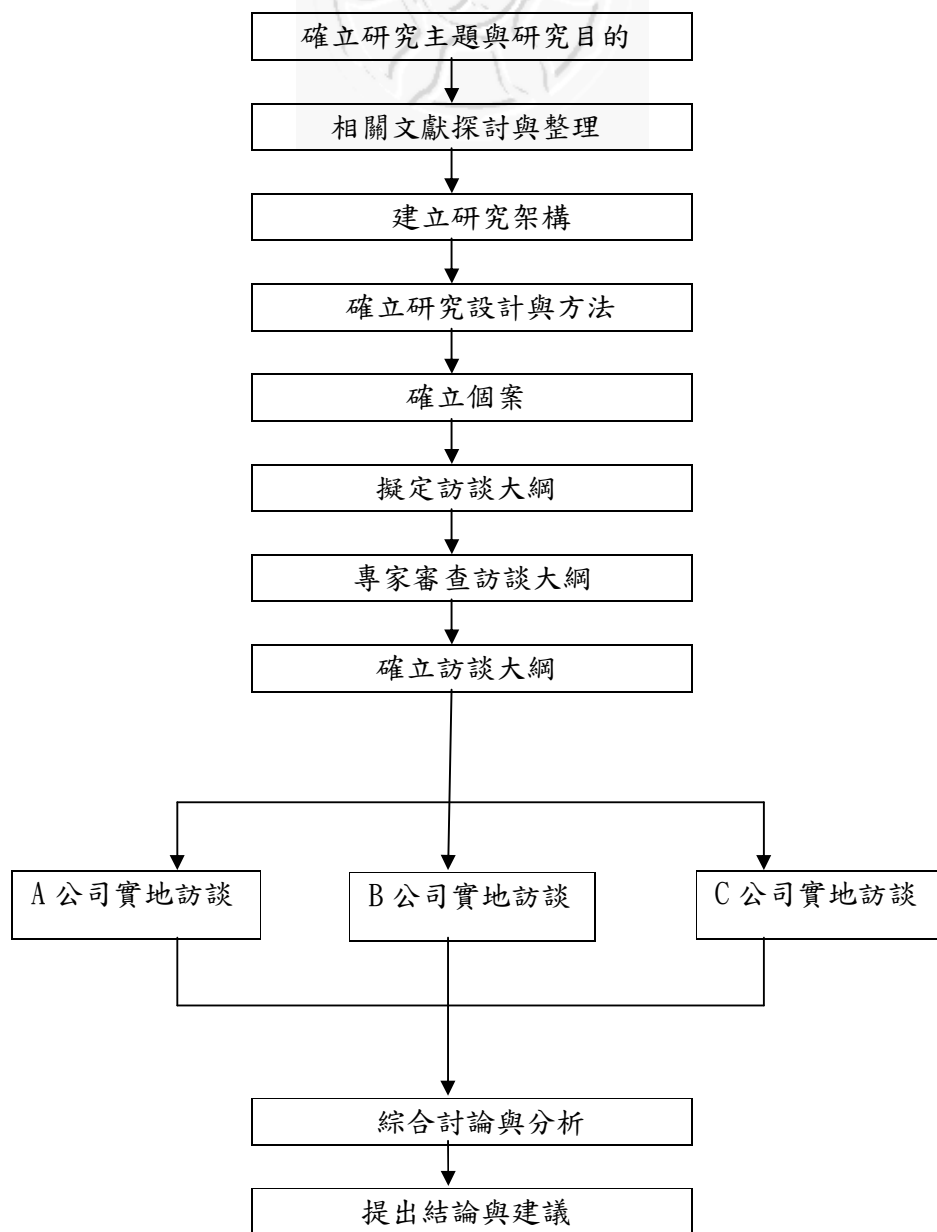 確立研究主題與研究目的
相關文獻探討與整理
建立研究架構
確立研究設計與方法
確立個案
擬定訪談大綱
專家審查訪談大綱
確立訪談大綱
A 公司實地訪談
B 公司實地訪談
C 公司實地訪談
綜合討論與分析
提出結論與建議